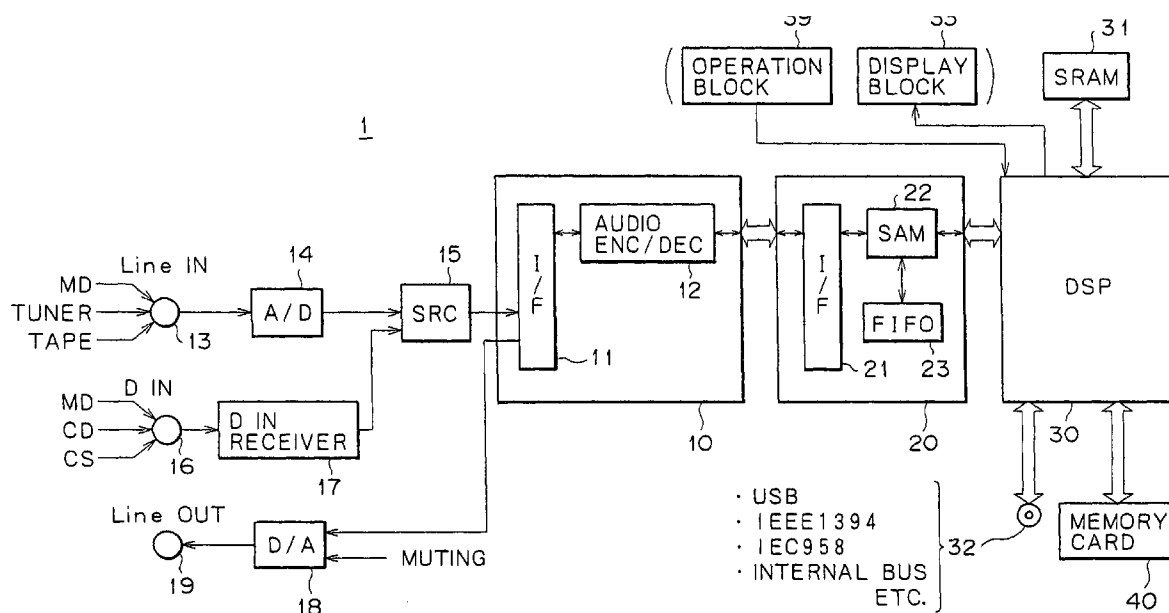 31
OPERATION
BLOCK
DISPLAY
BLOCK
SRAM
1
22
AUDIO
ENC/DEC
SAM
I/F
I/F
DSP
12
FIFO
11
21
23
Line IN
14
15
MD
TUNER
TAPE
A/D
SRC
13
D IN
MD
CD
CS
D IN
RECEIVER
16
17
10
20
30
Line OUT
D/A
MUTING
19
18
· USB
· IEEE1394
· IEC958
· INTERNAL BUS
ETC.
32
MEMORY
CARD
40